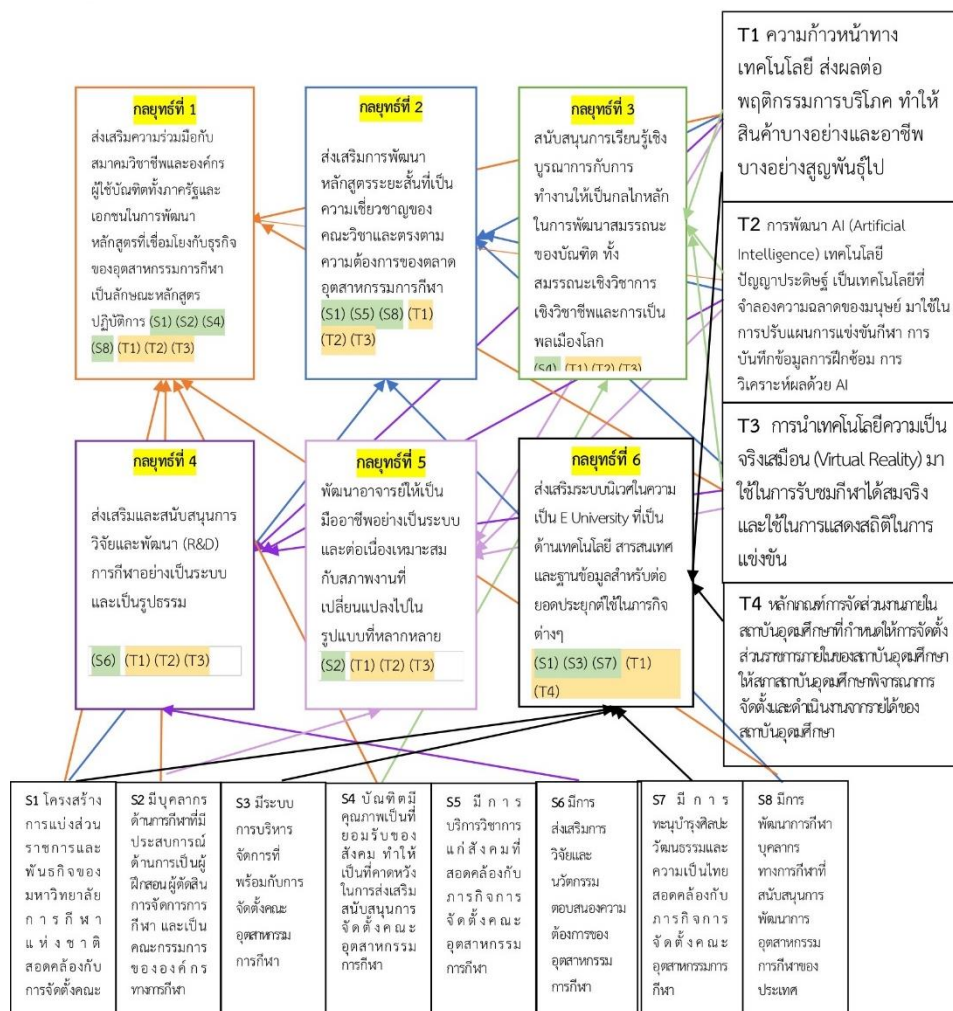 กลยุทธ์ที่ 1
ส่งเสริมความร่วมมือกับ
สมาคมวิชาชีพและองค์กร
ผู้ใช้บัณฑิตทั้งภาครัฐและ
เอกชนในการพัฒนา
หลักสูตรที่เชื่อมโยงกับธุรกิจ
ของอุตสาหกรรมการกีฬา
เป็นลักษณะหลักสูตร
ปฏิบัติการ (S1) (S2) (S4)
(S8) (T1) (T2) (T3)
กลยุทธ์ที่ 2
ส่งเสริมการพัฒนา
หลักสูตรระยะสั้นที่เป็น
ความเชี่ยวชาญของ
คณะวิชาและตรงตาม
ความต้องการของตลาด
อุตสาหกรรมการกีฬา
(S1) (S5) (S8) (T1)
(T2) (T3)
กลยุทธ์ที่ 3
สนับสนุนการเรียนรู้เชิง
บูรณาการกับการ
ทำงานให้เป็นกลไกหลัก
ในการพัฒนาสมรรถนะ
ของบัณฑิต ทั้ง
สมรรถนะเชิงวิชาการ
เชิงวิชาชีพและการเป็น
พลเมืองโลก
(S4) (T1) (T2) (T3)
T1 ความก้าวหน้าทาง
เทคโนโลยี ส่งผลต่อ
พฤติกรรมการบริโภค ทำให้
สินค้าบางอย่างและอาชีพ
บางอย่างสูญพันธุ์ไป
T2 การพัฒนา AI (Artificial
Intelligence) เทคโนโลยี
ปัญญาประดิษฐ์ เป็นเทคโนโลยีที่
จำลองความฉลาดของมนุษย์ มาใช้ใน
การปรับแผนการแข่งขันกีฬา การ
บันทึกข้อมูลการฝึกซ้อม การ
วิเคราะห์ผลด้วย AI
T3 การนำเทคโนโลยีความเป็น
จริงเสมือน (Virtual Reality) มา
ใช้ในการรับชมกีฬาได้สมจริง
และใช้ในการแสดงสถิติในการ
แข่งขัน
T4 หลักเกณฑ์การจัดส่วนงานภายใน
สถาบันอุดมศึกษาที่กำหนดให้การจัดตั้ง
ส่วนราชการภายในของสถาบันอุดมศึกษา
ให้สภาสถาบันอุดมศึกษาพิจารณาการ
จัดตั้งและดำเนินงานจากรายได้ของ
สถาบันอุดมศึกษา
กลยุทธ์ที่ 4
ส่งเสริมและสนับสนุนการ
วิจัยและพัฒนา (R&D)
การกีฬาอย่างเป็นระบบ
และเป็นรูปธรรม
(S6) (T1) (T2) (T3)
กลยุทธ์ที่ 5
พัฒนาอาจารย์ให้เป็น
มืออาชีพอย่างเป็นระบบ
และต่อเนื่องเหมาะสม
กับสภาพงานที่
เปลี่ยนแปลงไปใน
รูปแบบที่หลากหลาย
(S2) (T1) (T2) (T3)
กลยุทธ์ที่ 6
ส่งเสริมระบบนิเวศในความ
เป็น E University ที่เป็น
ด้านเทคโนโลยี สารสนเทศ
และฐานข้อมูลสำหรับต่อ
ยอดประยุกต์ใช้ในภารกิจ
ต่างๆ
(S1) (S3) (S7) (T1)
(T4)
S1 โครงสร้าง
การแบ่งส่วน
ราชการและ
พันธกิจของ
มหาวิทยาลัย
การกีฬา
แห่งชาติ
สอดคล้องกับ
การจัดตั้งคณะ
S2 มีบุคลากร
ด้านการกีฬาที่มี
ประสบการณ์
ด้านการเป็นผู้
ฝึกสอน ผู้ตัดสิน
การจัดการการ
กีฬา และเป็น
คณะกรรมการ
ขององค์กร
ทางการกีฬา
S3 มีระบบ
การบริหาร
จัดการที่
พร้อมกับการ
จัดตั้งคณะ
อุตสาหกรรม
การกีฬา
S4 บัณฑิตมี
คุณภาพเป็นที่
ยอมรับของ
สังคม ทำให้
เป็นที่คาดหวัง
ในการส่งเสริม
สนับสนุนการ
จัดตั้งคณะ
อุตสาหกรรม
การกีฬา
S5 มีการ
บริการวิชาการ
แก่สังคมที่
สอดคล้องกับ
ภารกิจการ
จัดตั้งคณะ
อุตสาหกรรม
การกีฬา
S6 มีการ
ส่งเสริมการ
วิจัยและ
นวัตกรรม
ตอบสนองความ
ต้องการของ
อุตสาหกรรม
การกีฬา
S7 มีการ
ทะนุบำรุงศิลปะ
วัฒนธรรมและ
ความเป็นไทย
สอดคล้องกับ
ภารกิจการ
จัดตั้งคณะ
อุตสาหกรรมการ
กีฬา
S8 มีการ
พัฒนาการกีฬา
บุคลากร
ทางการกีฬาที่
สนับสนุนการ
พัฒนาการ
อุตสาหกรรม
การกีฬาของ
ประเทศ